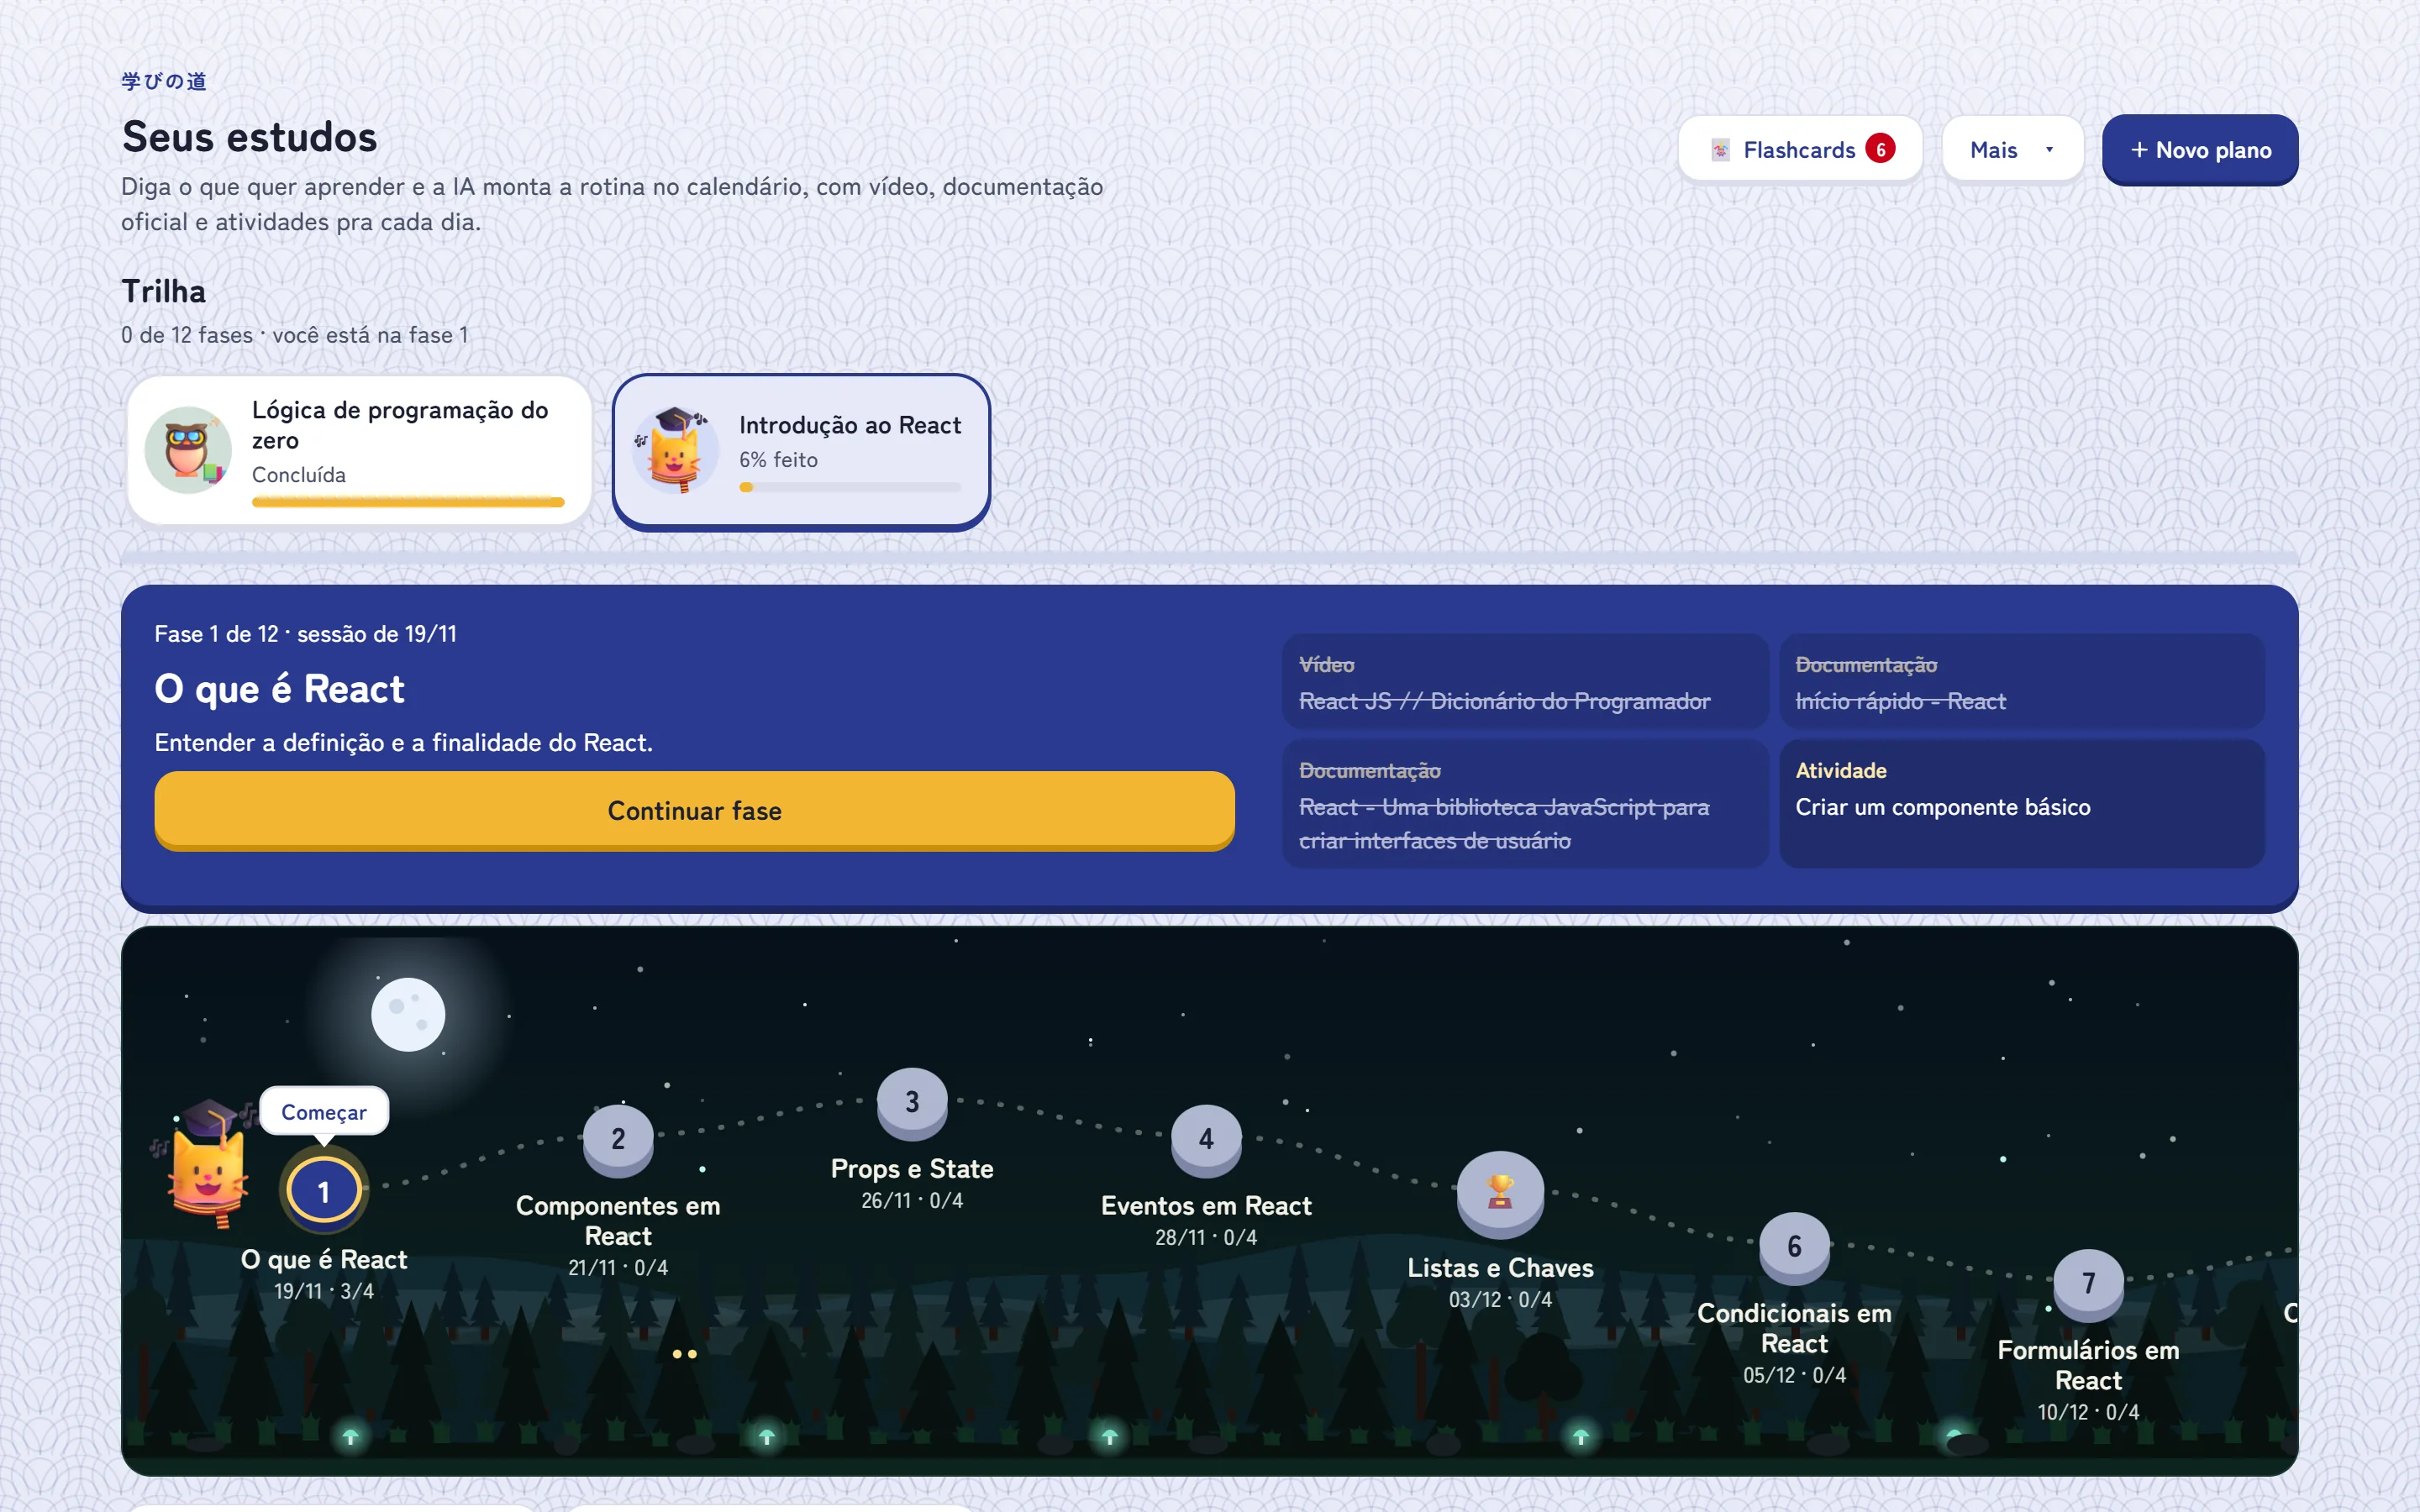 学びの道
Seus estudos
Diga o que quer aprender e a IA monta a rotina no calendário, com vídeo, documentação
oficial e atividades pra cada dia.
Flashcards 6
Mais
+ Novo plano
Trilha
0 de 12 fases · você está na fase 1
Lógica de programação do
zero
Concluída
Introdução ao React
6% feito
Fase 1 de 12 · sessão de 19/11
O que é React
Entender a definição e a finalidade do React.
Continuar fase
Vídeo
React JS // Dicionário do Programador
Documentação
Início rápido - React
Documentação
React - Uma biblioteca JavaScript para
criar interfaces de usuário
Atividade
Criar um componente básico
Começar
1
O que é React
19/11 · 3/4
2
Componentes em
React
21/11 · 0/4
3
Props e State
26/11 · 0/4
4
Eventos em React
28/11 · 0/4
Listas e Chaves
03/12 · 0/4
6
Condicionais em
React
05/12 · 0/4
7
Formulários em
React
10/12 · 0/4